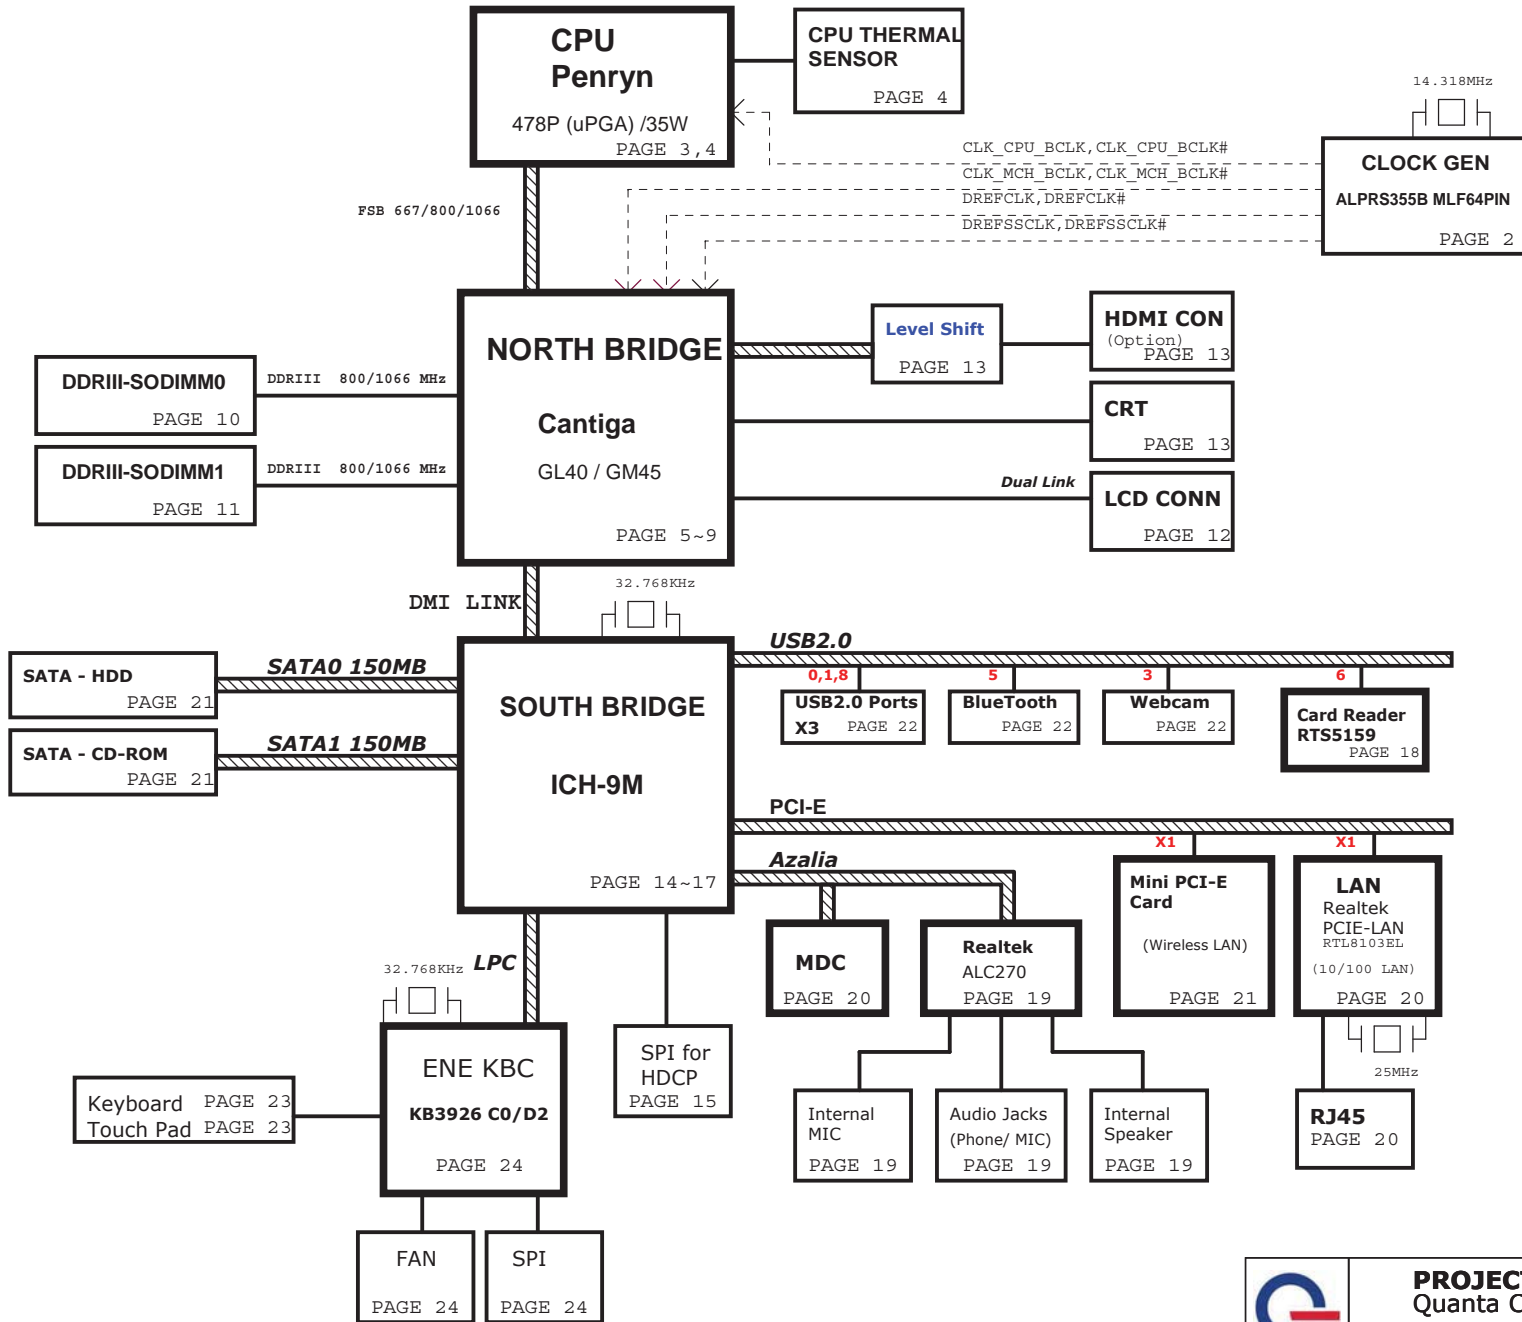 CPU
Penryn
478P (uPGA) /35W
PAGE 3,4
CPU THERMAL
SENSOR
PAGE 4
14.318MHz
CLOCK GEN
ALPRS355B MLF64PIN
PAGE 2
CLK_CPU_BCLK,CLK_CPU_BCLK#
CLK_MCH_BCLK,CLK_MCH_BCLK#
DREFCLK,DREFCLK#
DREFSSCLK,DREFSSCLK#
FSB 667/800/1066
NORTH BRIDGE
Cantiga
GL40 / GM45
PAGE 5~9
Level Shift
PAGE 13
HDMI CON
(Option)
PAGE 13
CRT
PAGE 13
Dual Link
LCD CONN
PAGE 12
DDRIII-SODIMM0
PAGE 10
DDRIII 800/1066 MHz
DDRIII-SODIMM1
PAGE 11
DDRIII 800/1066 MHz
DMI LINK
32.768KHz
SATA - HDD
PAGE 21
SATA0 150MB
SATA - CD-ROM
PAGE 21
SATA1 150MB
SOUTH BRIDGE
ICH-9M
PAGE 14~17
USB2.0
0,1,8
USB2.0 Ports
X3 PAGE 22
5
BlueTooth
PAGE 22
3
Webcam
PAGE 22
6
Card Reader
RTS5159
PAGE 18
PCI-E
X1
Mini PCI-E
Card
(Wireless LAN)
PAGE 21
X1
LAN
Realtek
PCIE-LAN
RTL8103EL
(10/100 LAN)
PAGE 20
25MHz
RJ45
PAGE 20
Azalia
MDC
PAGE 20
Realtek
ALC270
PAGE 19
Internal
MIC
PAGE 19
Audio Jacks
(Phone/ MIC)
PAGE 19
Internal
Speaker
PAGE 19
LPC
32.768KHz
SPI for
HDCP
PAGE 15
ENE KBC
KB3926 C0/D2
PAGE 24
Keyboard PAGE 23
Touch Pad PAGE 23
FAN
PAGE 24
SPI
PAGE 24
PROJECT
Quanta C